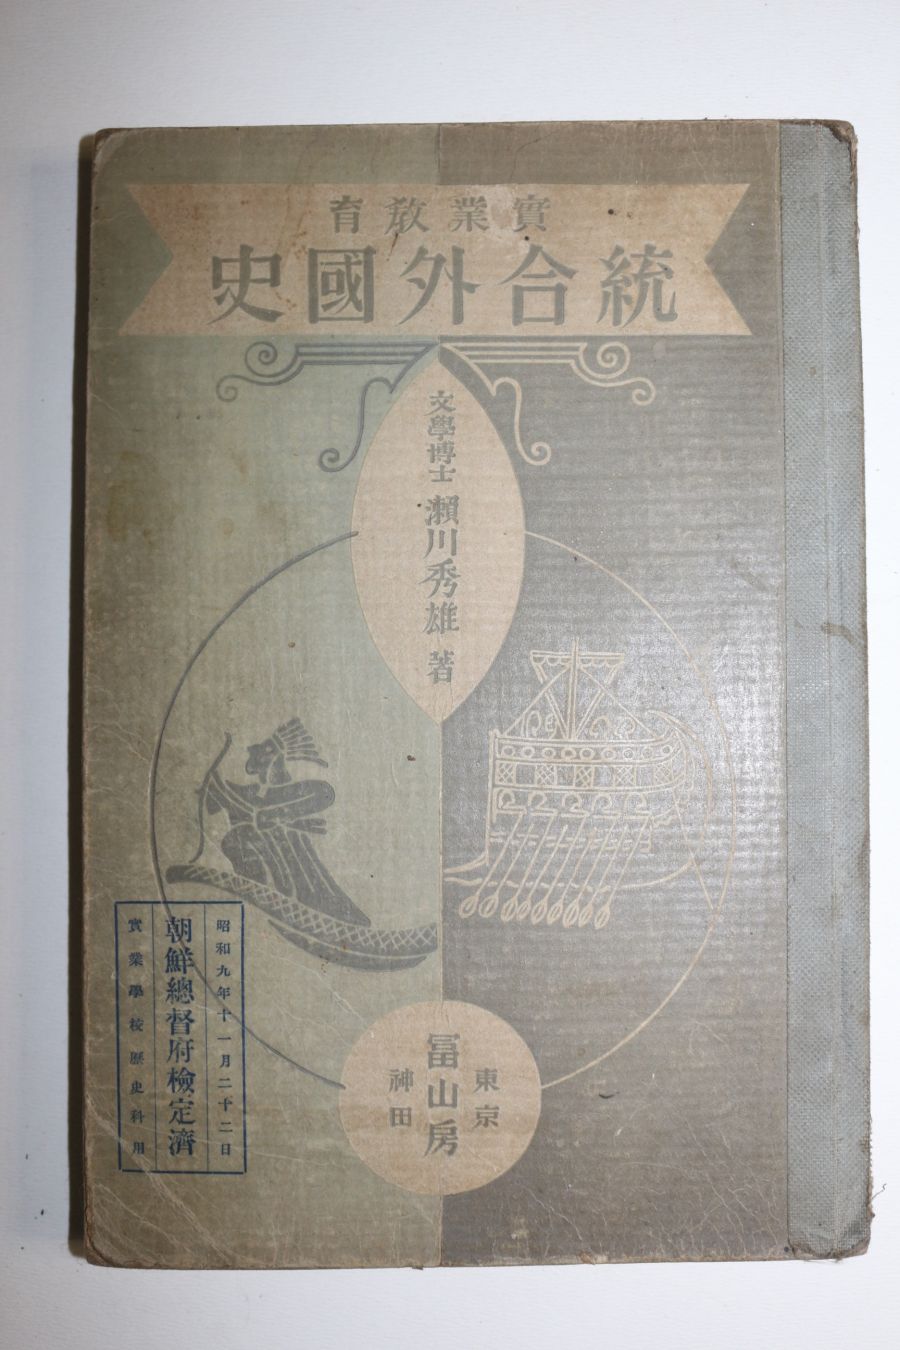 實業敎育
統合外國史
文學博士 瀨川秀雄 著
東京
冨山房
神田
昭和九年十一月二十二日
朝鮮總督府檢定濟
實業學校歷史科用